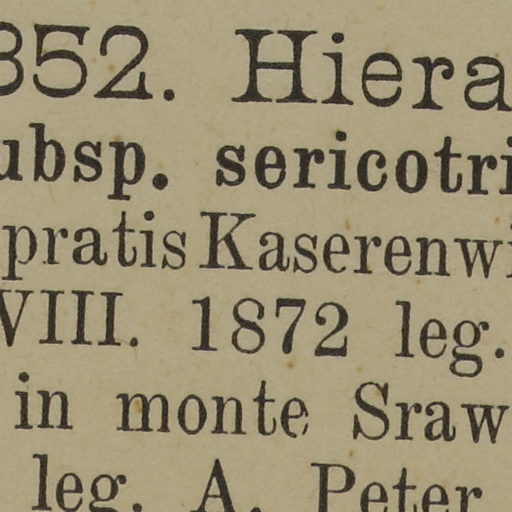 352. Hiera
ubsp. sericotri
pratis Kaserenwi
VIII. 1872 leg.
in monte Sraw
leg. A. Peter